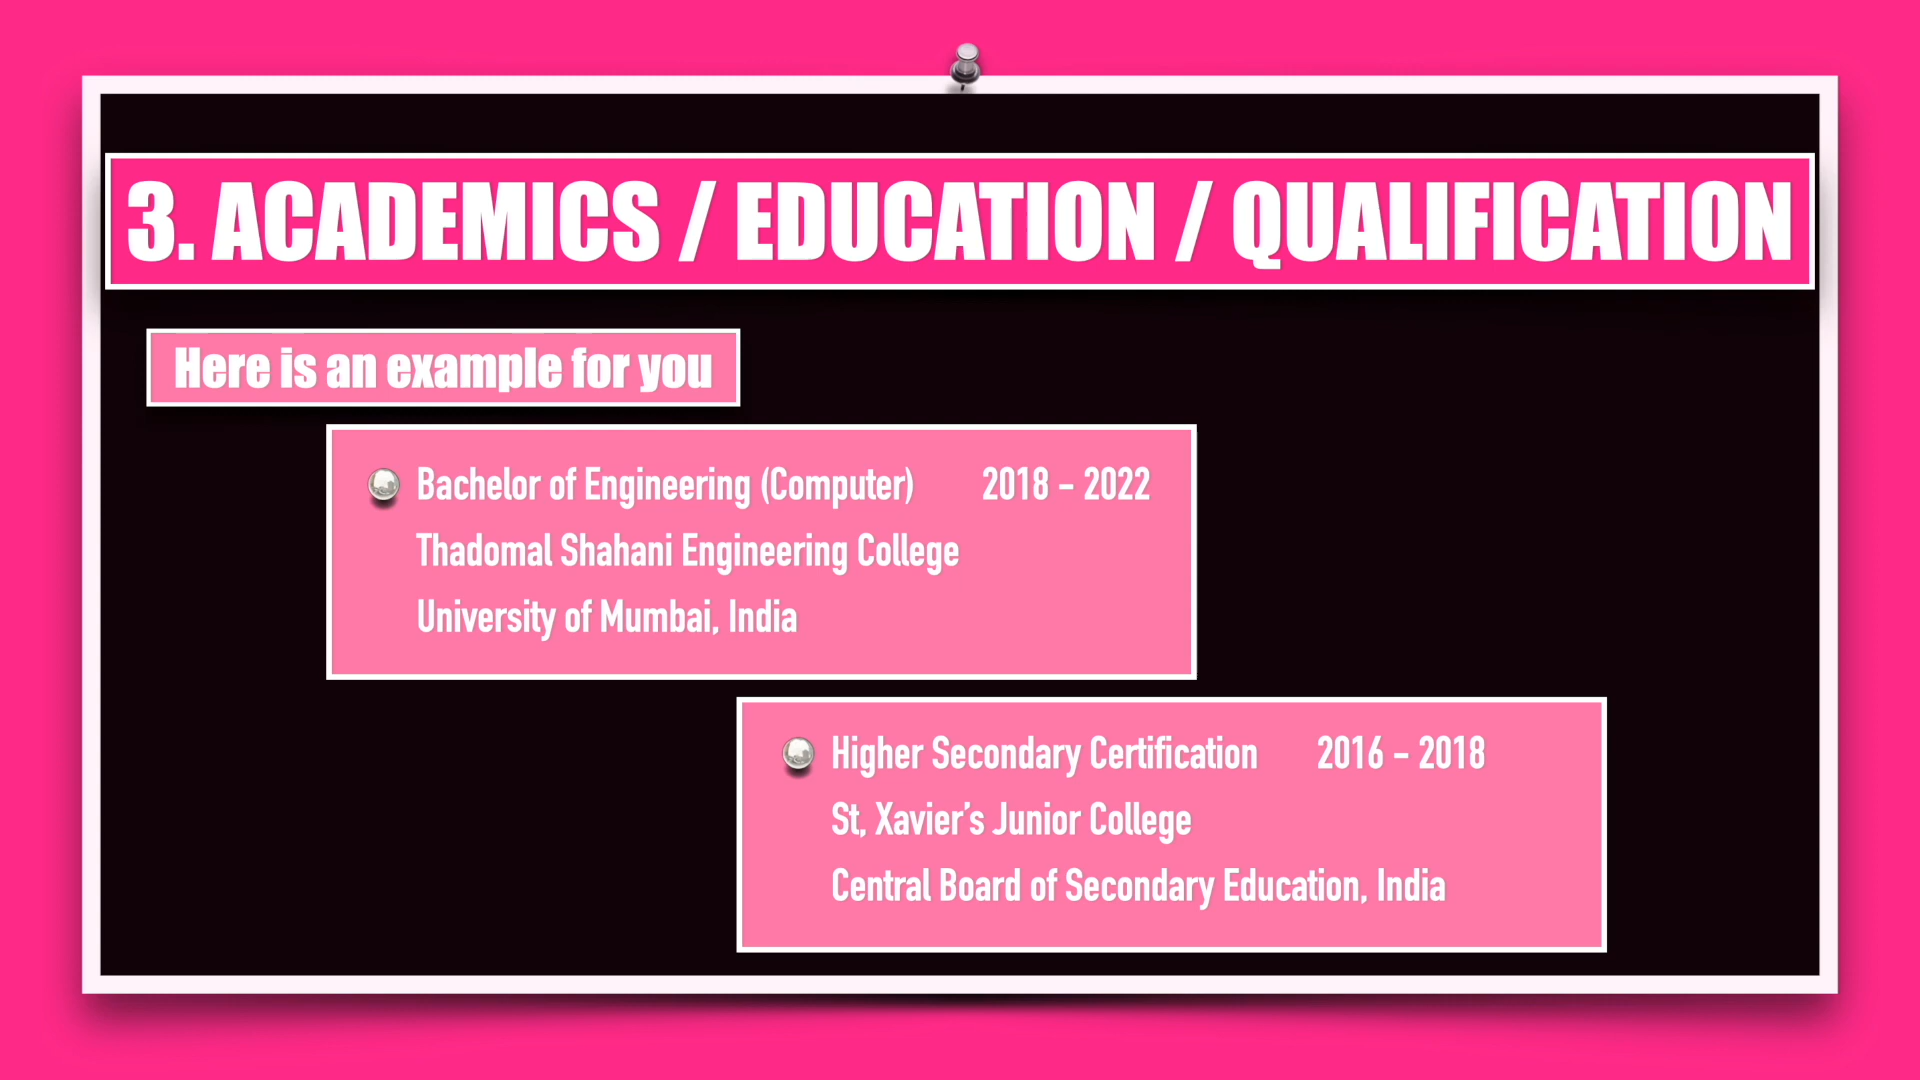 3. ACADEMICS / EDUCATION / QUALIFICATION
Here is an example for you
Bachelor of Engineering (Computer) 2018 - 2022
Thadomal Shahani Engineering College
University of Mumbai, India
Higher Secondary Certification 2016 - 2018
St, Xavier's Junior College
Central Board of Secondary Education, India